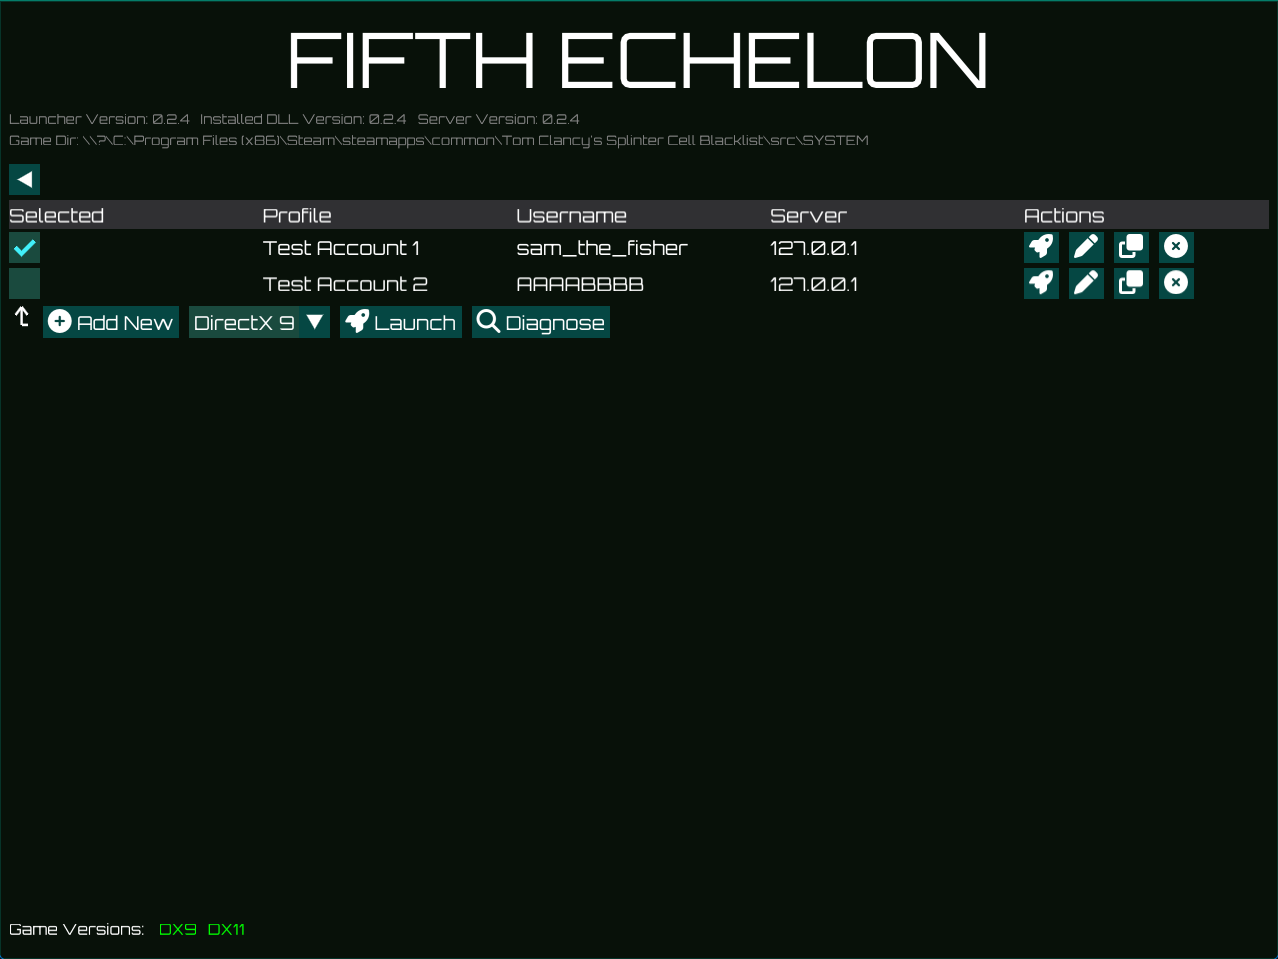 FIFTH ECHELON
Launcher Version: 0.2.4 Installed DLL Version: 0.2.4 Server Version: 0.2.4
Game Dir: \\?\C:\Program Files (x86)\Steam\steamapps\common\Tom Clancy's Splinter Cell Blacklist\src\SYSTEM
Selected Profile Username Server Actions
Test Account 1 sam_the_fisher 127.0.0.1
Test Account 2 AAAABBBB 127.0.0.1
Add New DirectX 9 Launch Diagnose
Game Versions: DX9 DX11